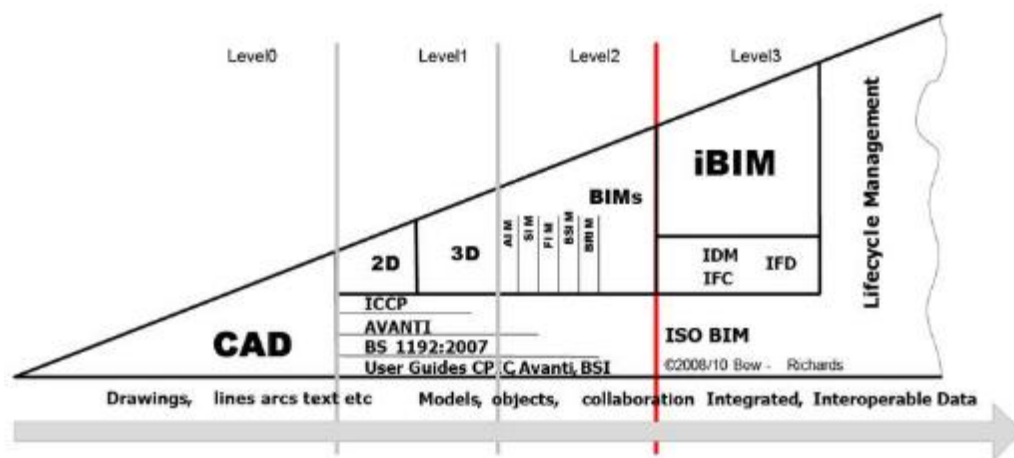 Level0
Level1
Level2
Level3
iBIM
BIMs
Lifecycle Management
AIM
SIM
FIM
BSIM
BRIM
2D
3D
IDM
IFD
IFC
ICCP
CAD
AVANTI
ISO BIM
BS 1192:2007
User Guides CPIC, Avanti, BSI
©2008/10 Bew - Richards
Drawings, lines arcs text etc
Models, objects, collaboration
Integrated, Interoperable Data